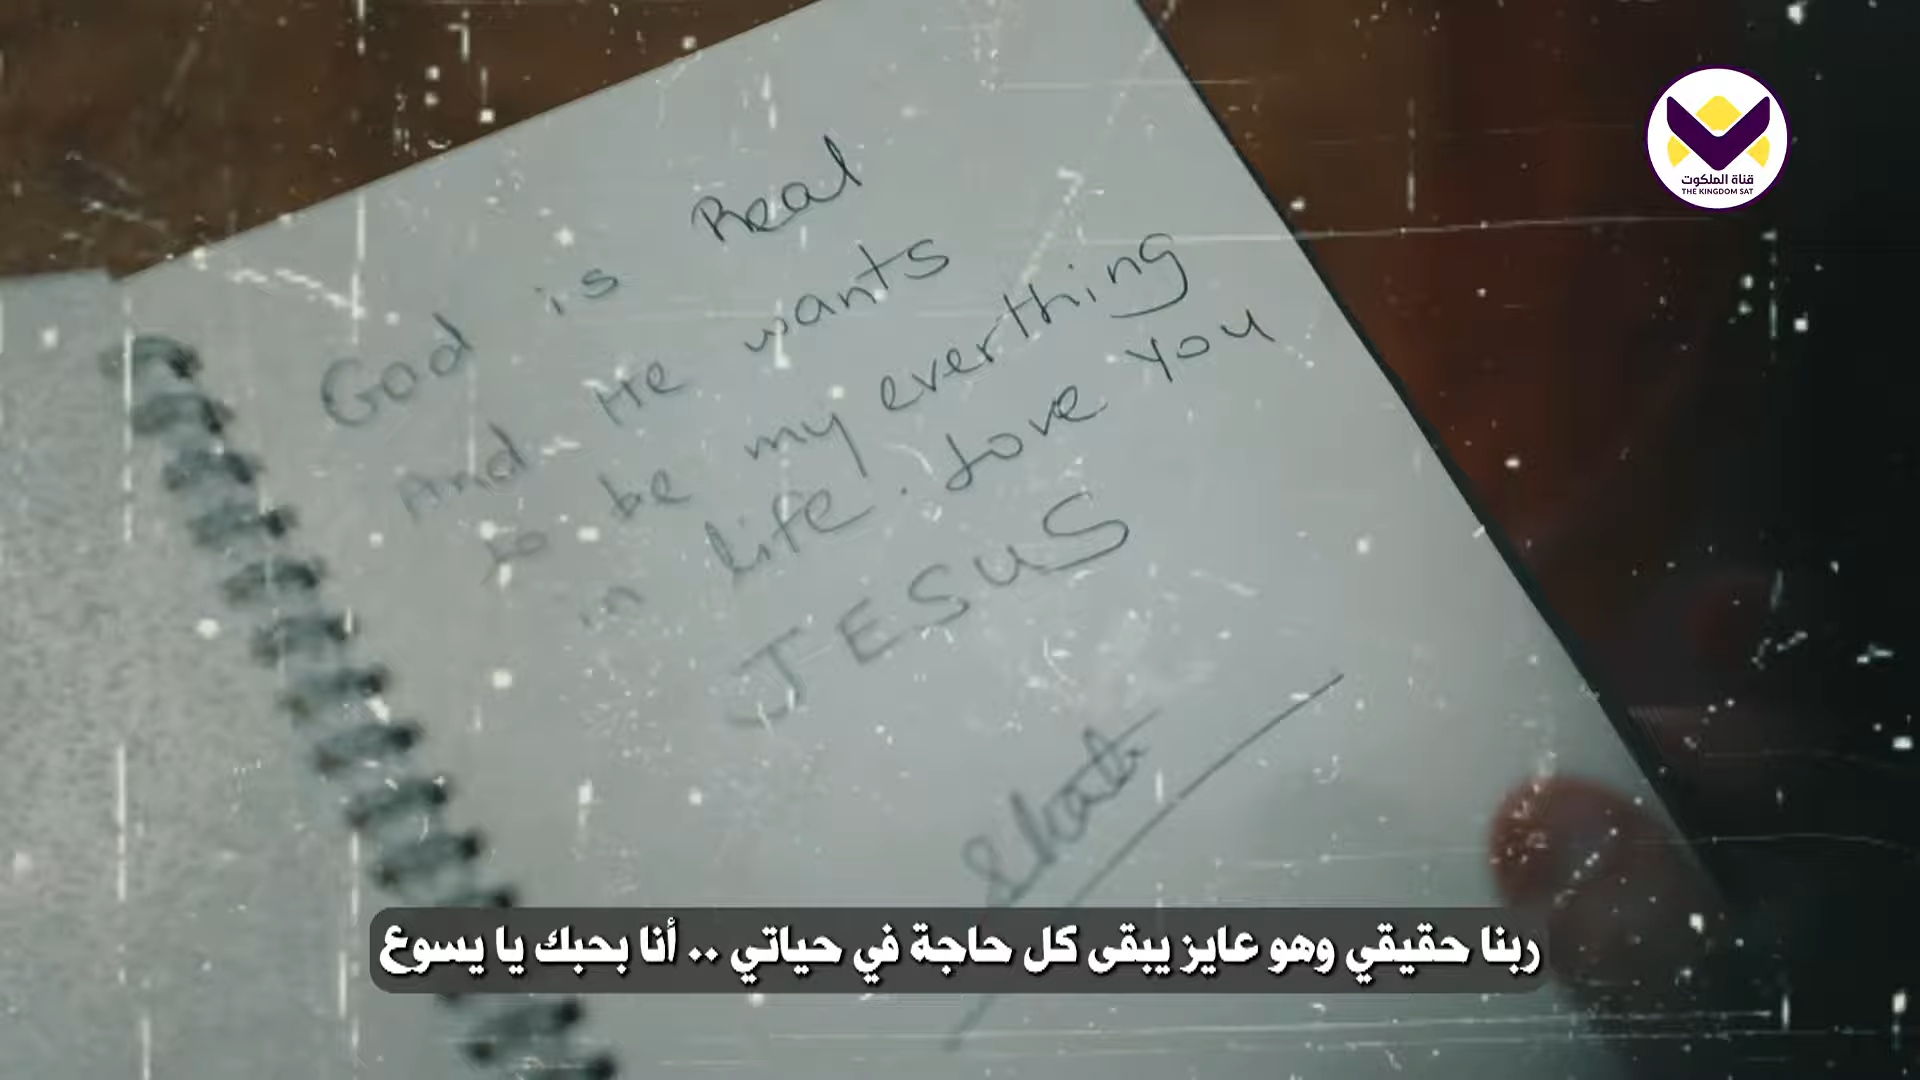 قناة الملكوت
THE KINGDOM SAT
God is Real
And He wants
to be my everthing
in life. Love you
JESUS
ربنا حقيقي وهو عايز يبقى كل حاجة في حياتي .. أنا بحبك يا يسوع